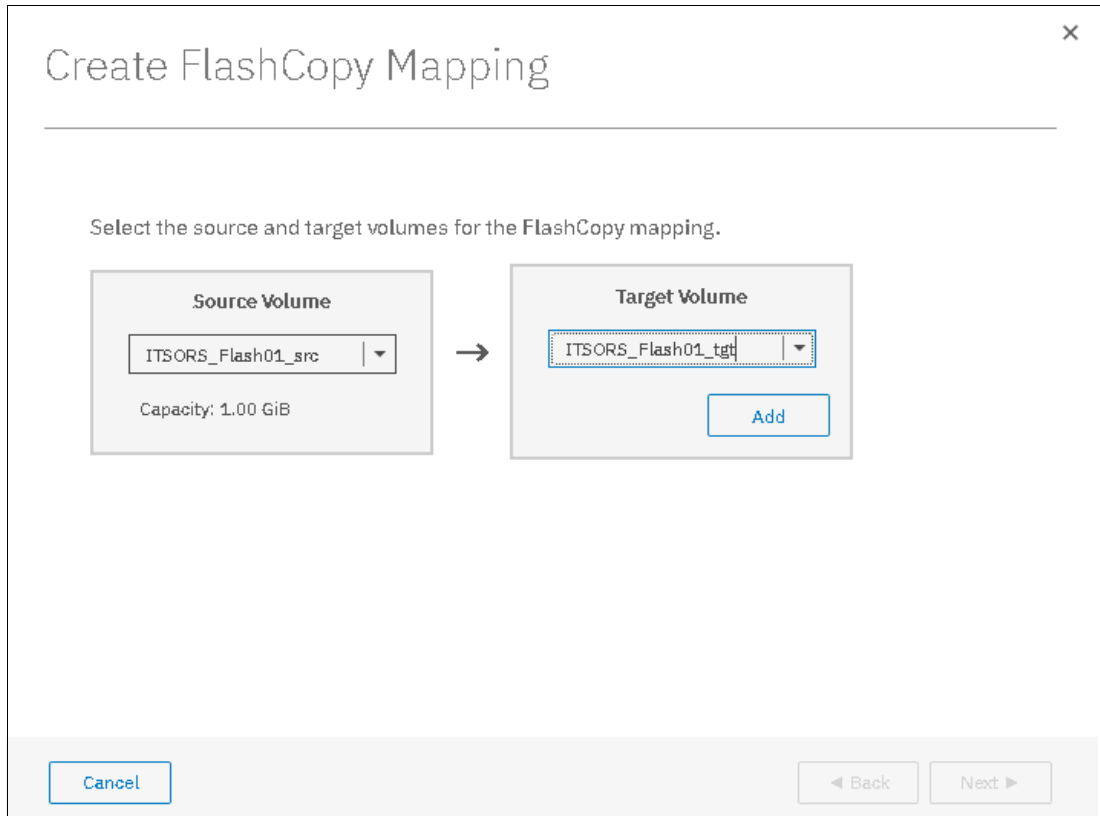 Create FlashCopy Mapping
Select the source and target volumes for the FlashCopy mapping.
Source Volume
ITSORS_Flash01_src
Capacity: 1.00 GiB
Target Volume
ITSORS_Flash01_tgt
Add
Cancel
Back
Next